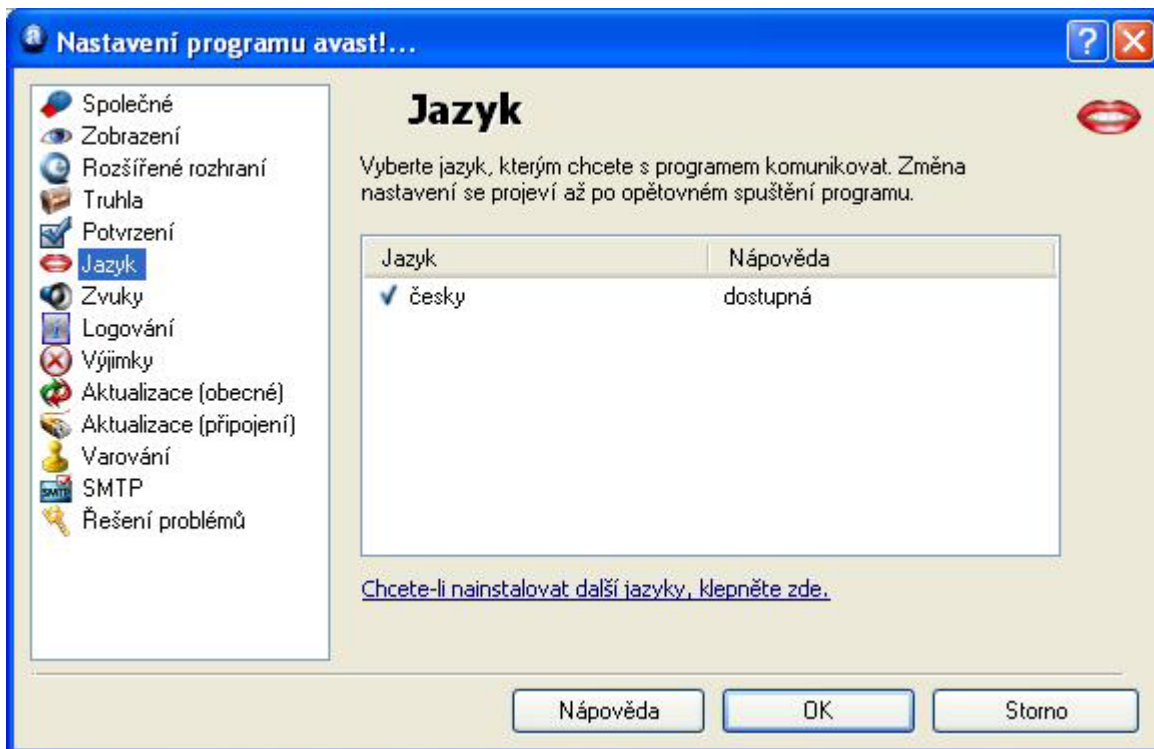 Nastavení programu avast!...
Společné
Zobrazení
Rozšířené rozhraní
Truhla
Potvrzení
Jazyk
Zvuky
Logování
Výjimky
Aktualizace (obecné)
Aktualizace (připojení)
Varování
SMTP
Řešení problémů
Jazyk
Vyberte jazyk, kterým chcete s programem komunikovat. Změna
nastavení se projeví až po opětovném spuštění programu.
Jazyk Nápověda
česky dostupná
Chcete-li nainstalovat další jazyky, klepněte zde.
Nápověda OK Storno